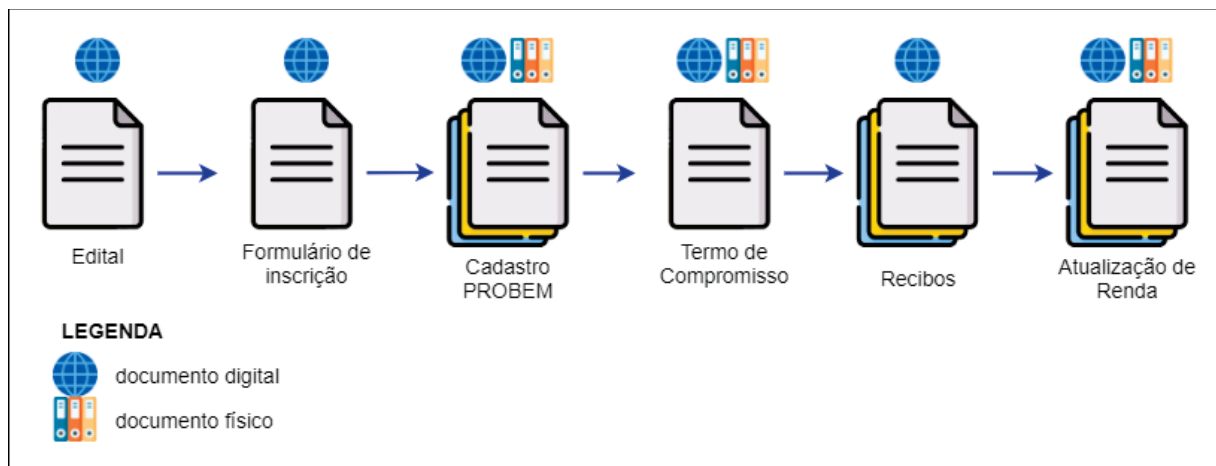 Edital
Formulário de
inscrição
Cadastro
PROBEM
Termo de
Compromisso
Recibos
Atualização de
Renda
LEGENDA
documento digital
documento físico